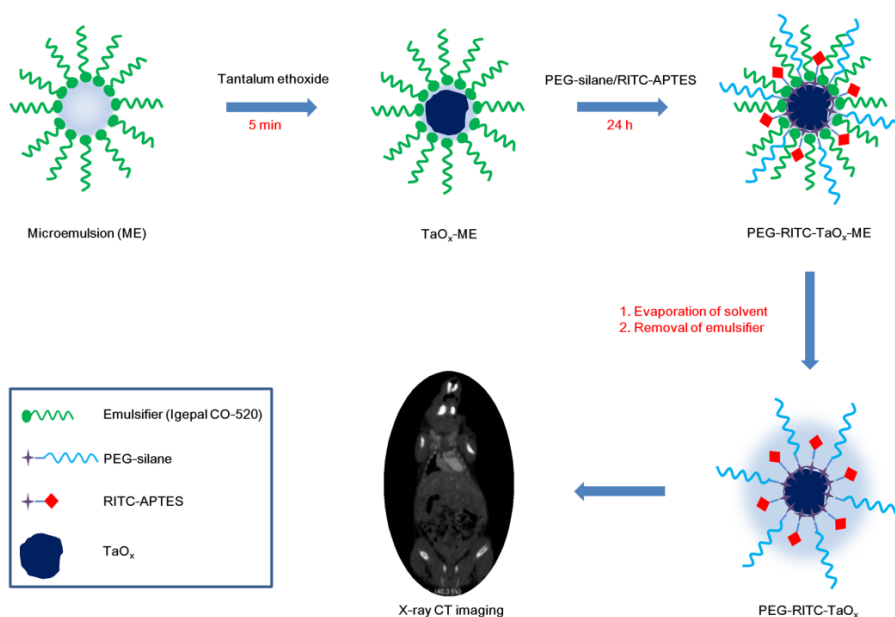 Tantalum ethoxide
5 min
PEG-silane/RITC-APTES
24 h
Microemulsion (ME)
TaOₓ-ME
PEG-RITC-TaOₓ-ME
1. Evaporation of solvent
2. Removal of emulsifier
Emulsifier (Igepal CO-520)
PEG-silane
RITC-APTES
TaOₓ
X-ray CT imaging
PEG-RITC-TaOₓ